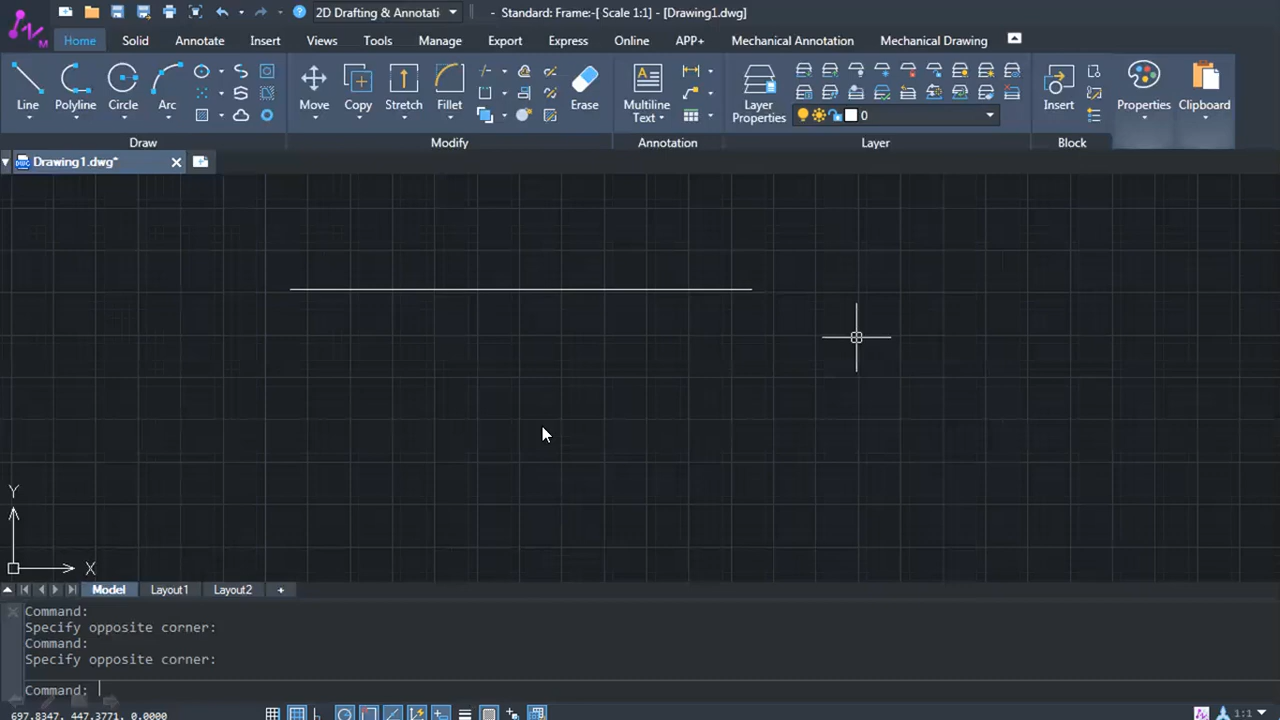 2D Drafting & Annotati
- Standard: Frame:-[ Scale 1:1] - [Drawing1.dwg]
M
Home Solid Annotate Insert Views Tools Manage Export Express Online APP+ Mechanical Annotation Mechanical Drawing
Line Polyline Circle Arc Move Copy Stretch Fillet Erase Multiline Text Layer Properties 0 Insert Properties Clipboard
Draw Modify Annotation Layer Block
Drawing1.dwg*
Y
X
Model Layout1 Layout2 +
Command:
Specify opposite corner:
Command:
Specify opposite corner:
Command:
697.8347, 447.3771, 0.0000 1:1